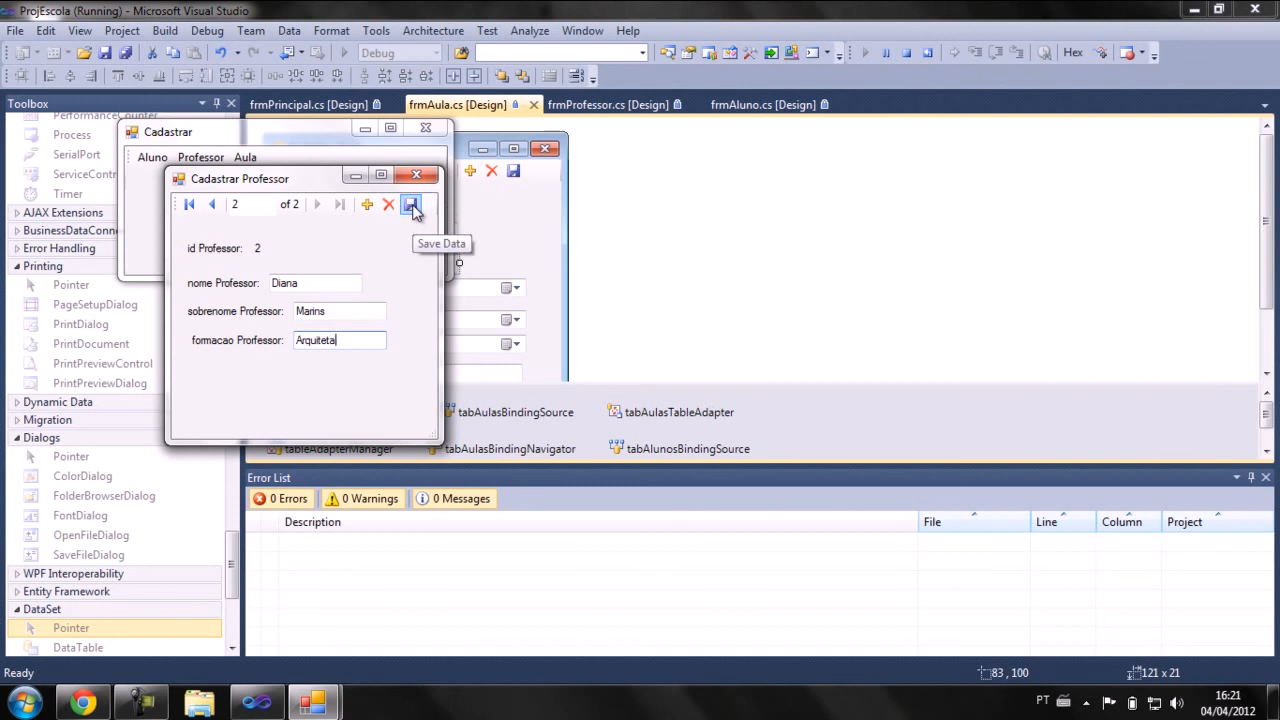 ProjEscola (Running) - Microsoft Visual Studio
File Edit View Project Build Debug Team Data Format Tools Architecture Test Analyze Window Help
Debug
Hex
Toolbox
frmPrincipal.cs [Design]
frmAula.cs [Design]
frmProfessor.cs [Design]
frmAluno.cs [Design]
PerformanceCounter
Process
SerialPort
ServiceContr
Timer
AJAX Extensions
BusinessDataConne
Error Handling
Printing
Pointer
PageSetupDialog
PrintDialog
PrintDocument
PrintPreviewControl
PrintPreviewDialog
Dynamic Data
Migration
Dialogs
Pointer
ColorDialog
FolderBrowserDialog
FontDialog
OpenFileDialog
SaveFileDialog
WPF Interoperability
Entity Framework
DataSet
Pointer
DataTable
Cadastrar
Aluno Professor Aula
Cadastrar Professor
2 of 2
Save Data
id Professor: 2
nome Professor: Diana
sobrenome Professor: Marins
formacao Professor: Arquiteta
tabAulasBindingSource
tabAulasTableAdapter
tableAdapterManager
tabAulasBindingNavigator
tabAlunosBindingSource
Error List
0 Errors 0 Warnings 0 Messages
Description File Line Column Project
Ready
83 , 100
121 x 21
PT
16:21
04/04/2012